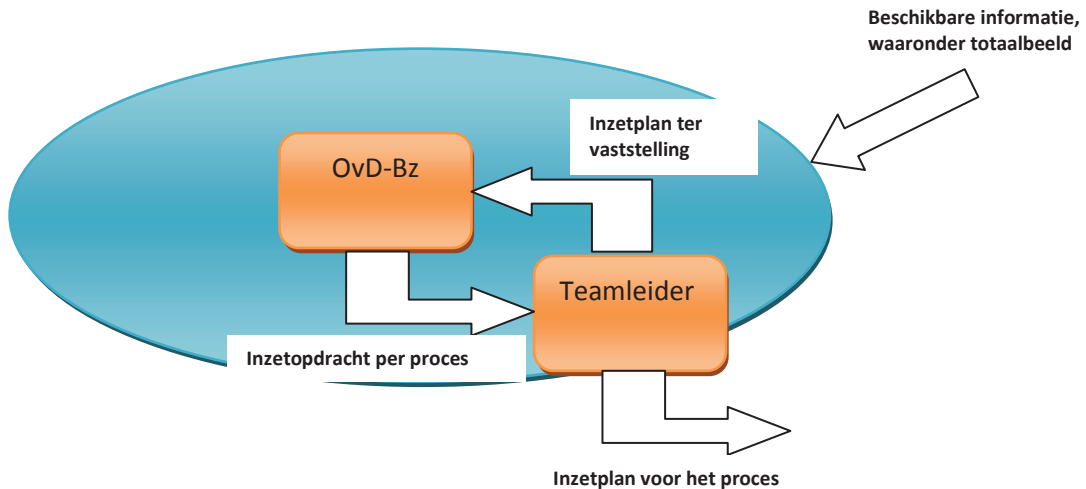 Beschikbare informatie,
waaronder totaalbeeld
Inzetplan ter
vaststelling
OvD-Bz
Teamleider
Inzetopdracht per proces
Inzetplan voor het proces